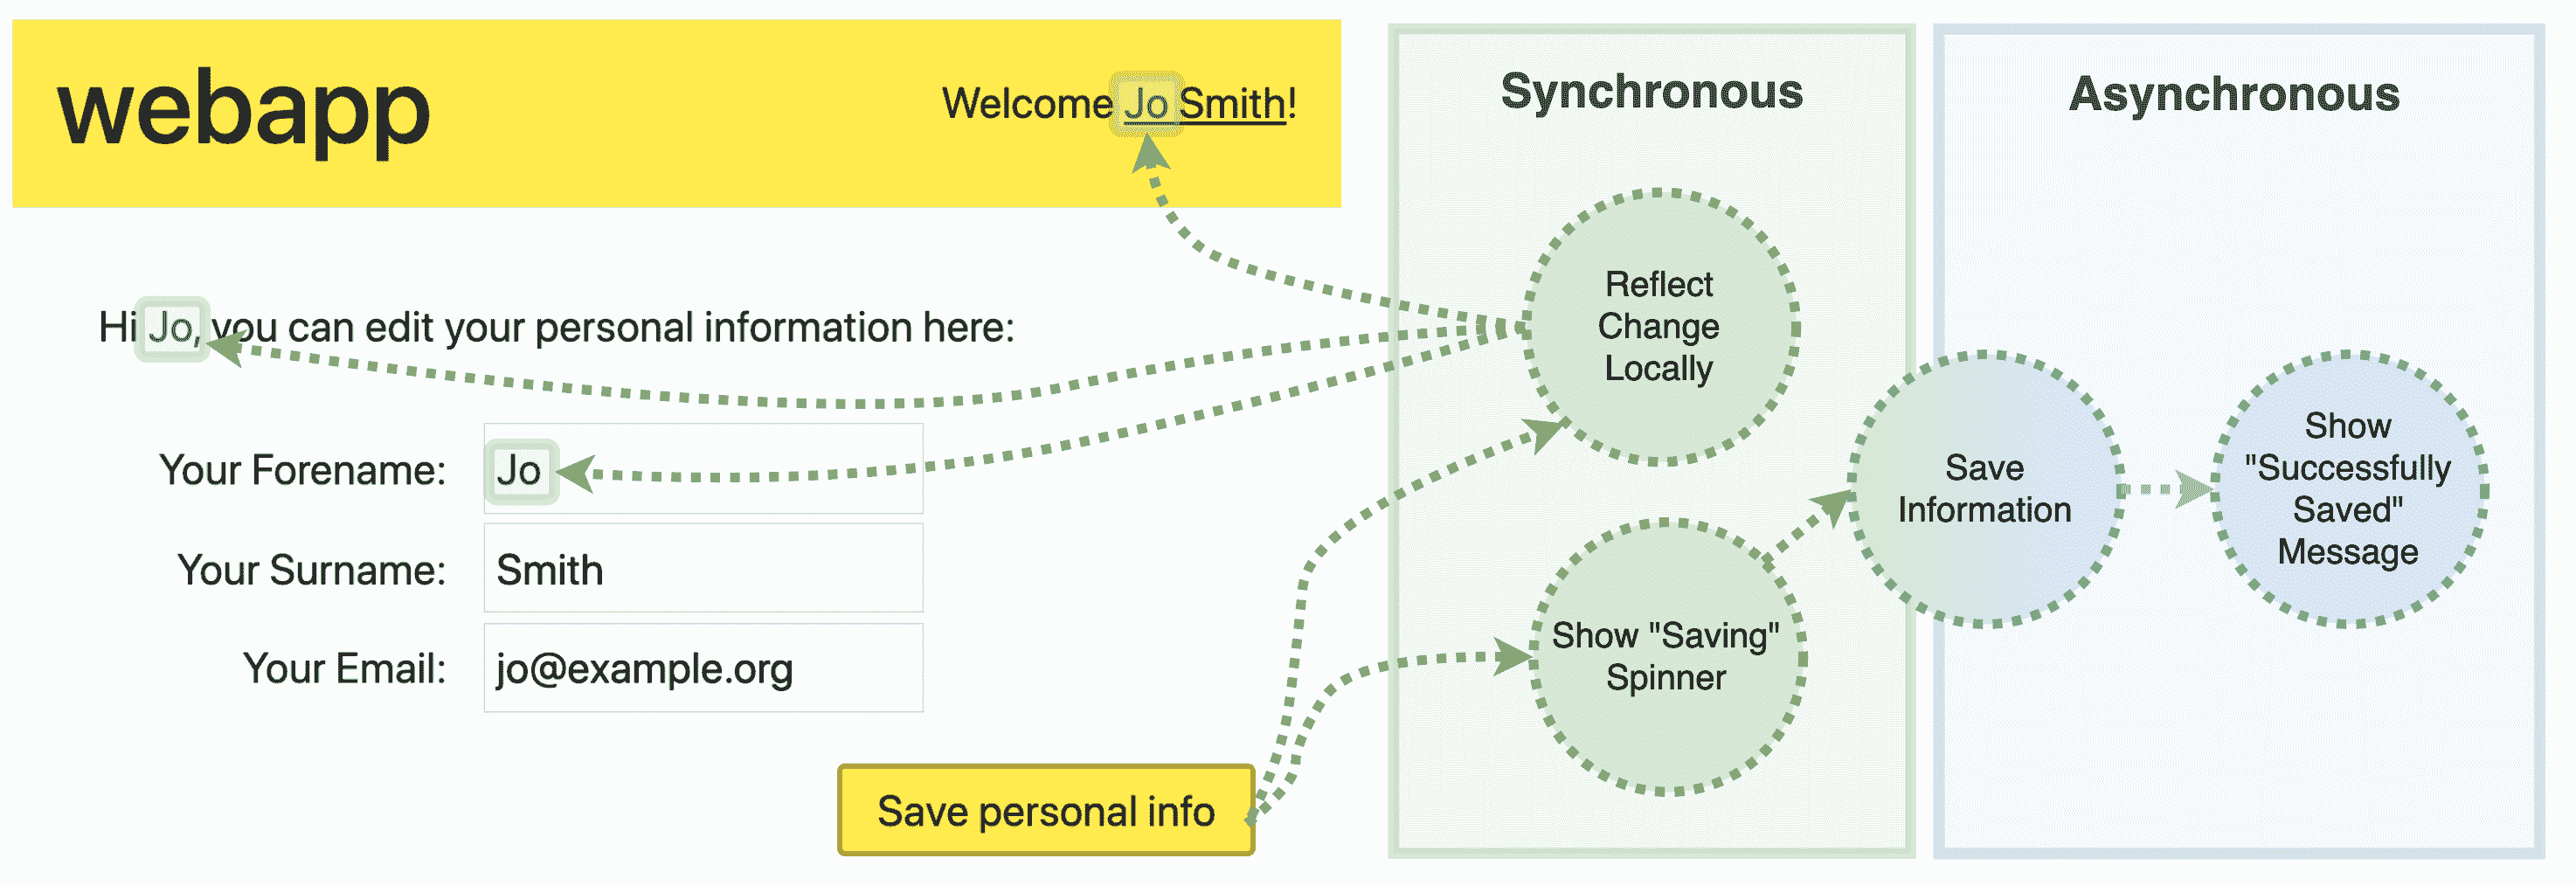 webapp
Welcome Jo Smith!
Hi Jo, you can edit your personal information here:
Your Forename:
Jo
Your Surname:
Smith
Your Email:
jo@example.org
Save personal info
Synchronous
Reflect
Change
Locally
Show "Saving"
Spinner
Asynchronous
Save
Information
Show
"Successfully
Saved"
Message